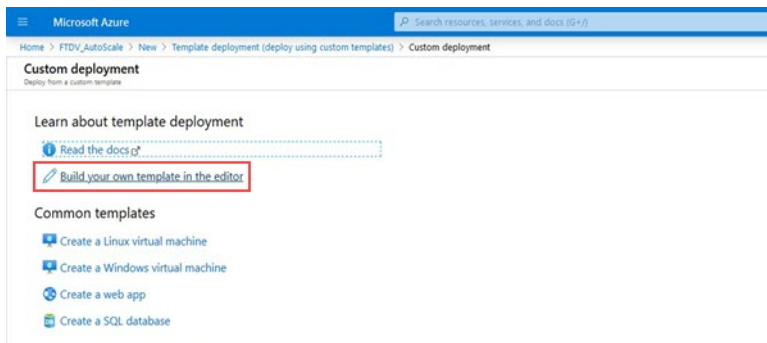 Microsoft Azure
Search resources, services, and docs (G+/)
Home > FTDV_AutoScale > New > Template deployment (deploy using custom templates) > Custom deployment
Custom deployment
Deploy from a custom template
Learn about template deployment
Read the docs
Build your own template in the editor
Common templates
Create a Linux virtual machine
Create a Windows virtual machine
Create a web app
Create a SQL database